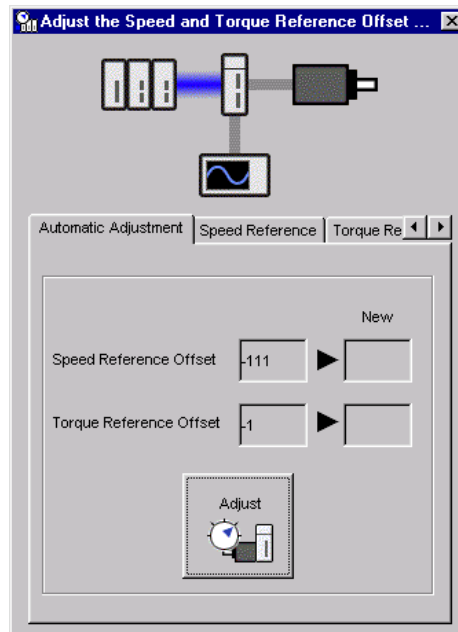 Adjust the Speed and Torque Reference Offset ...
Automatic Adjustment
Speed Reference
Torque Re
New
Speed Reference Offset
-111
Torque Reference Offset
-1
Adjust